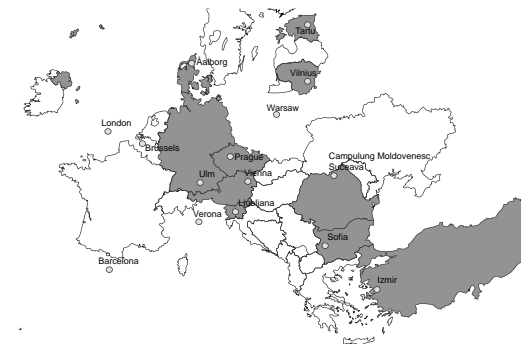 Tartu
Aalborg
Vilnius
Warsaw
London
Brussels
Prague
Campulung Moldovenesc
Suceava
Ulm
Vienna
Ljubljana
Verona
Sofia
Barcelona
Izmir